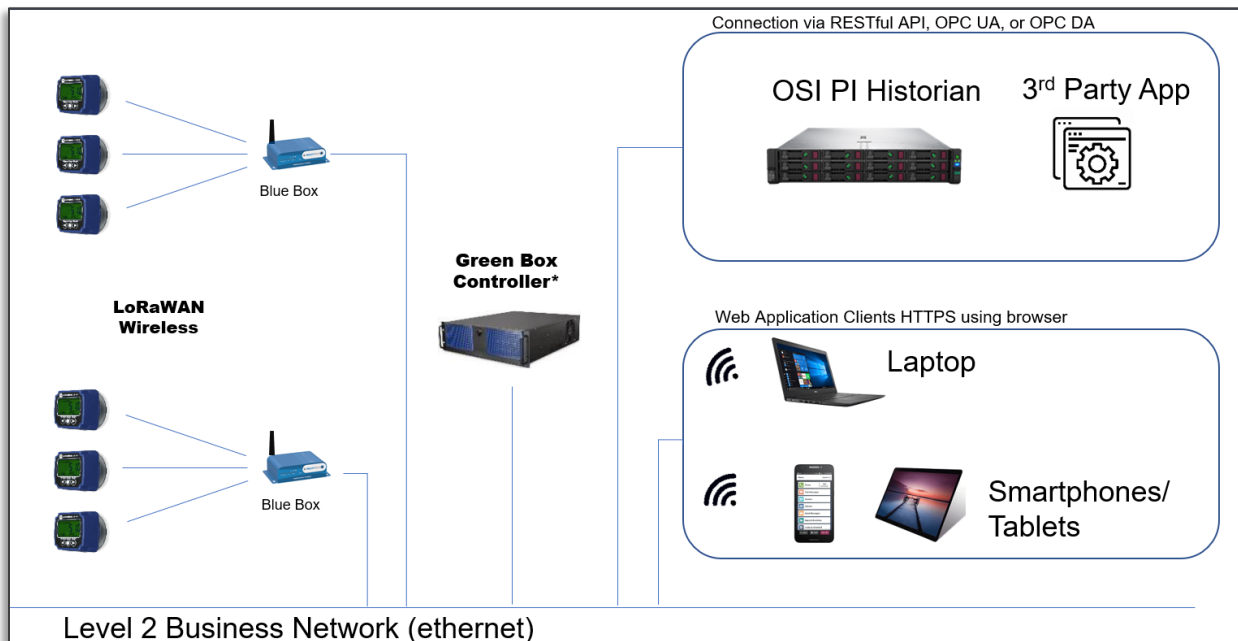 Connection via RESTful API, OPC UA, or OPC DA
OSI PI Historian
3rd Party App
Blue Box
Green Box
Controller*
LoRaWAN
Wireless
Web Application Clients HTTPS using browser
Laptop
Blue Box
Smartphones/
Tablets
Level 2 Business Network (ethernet)